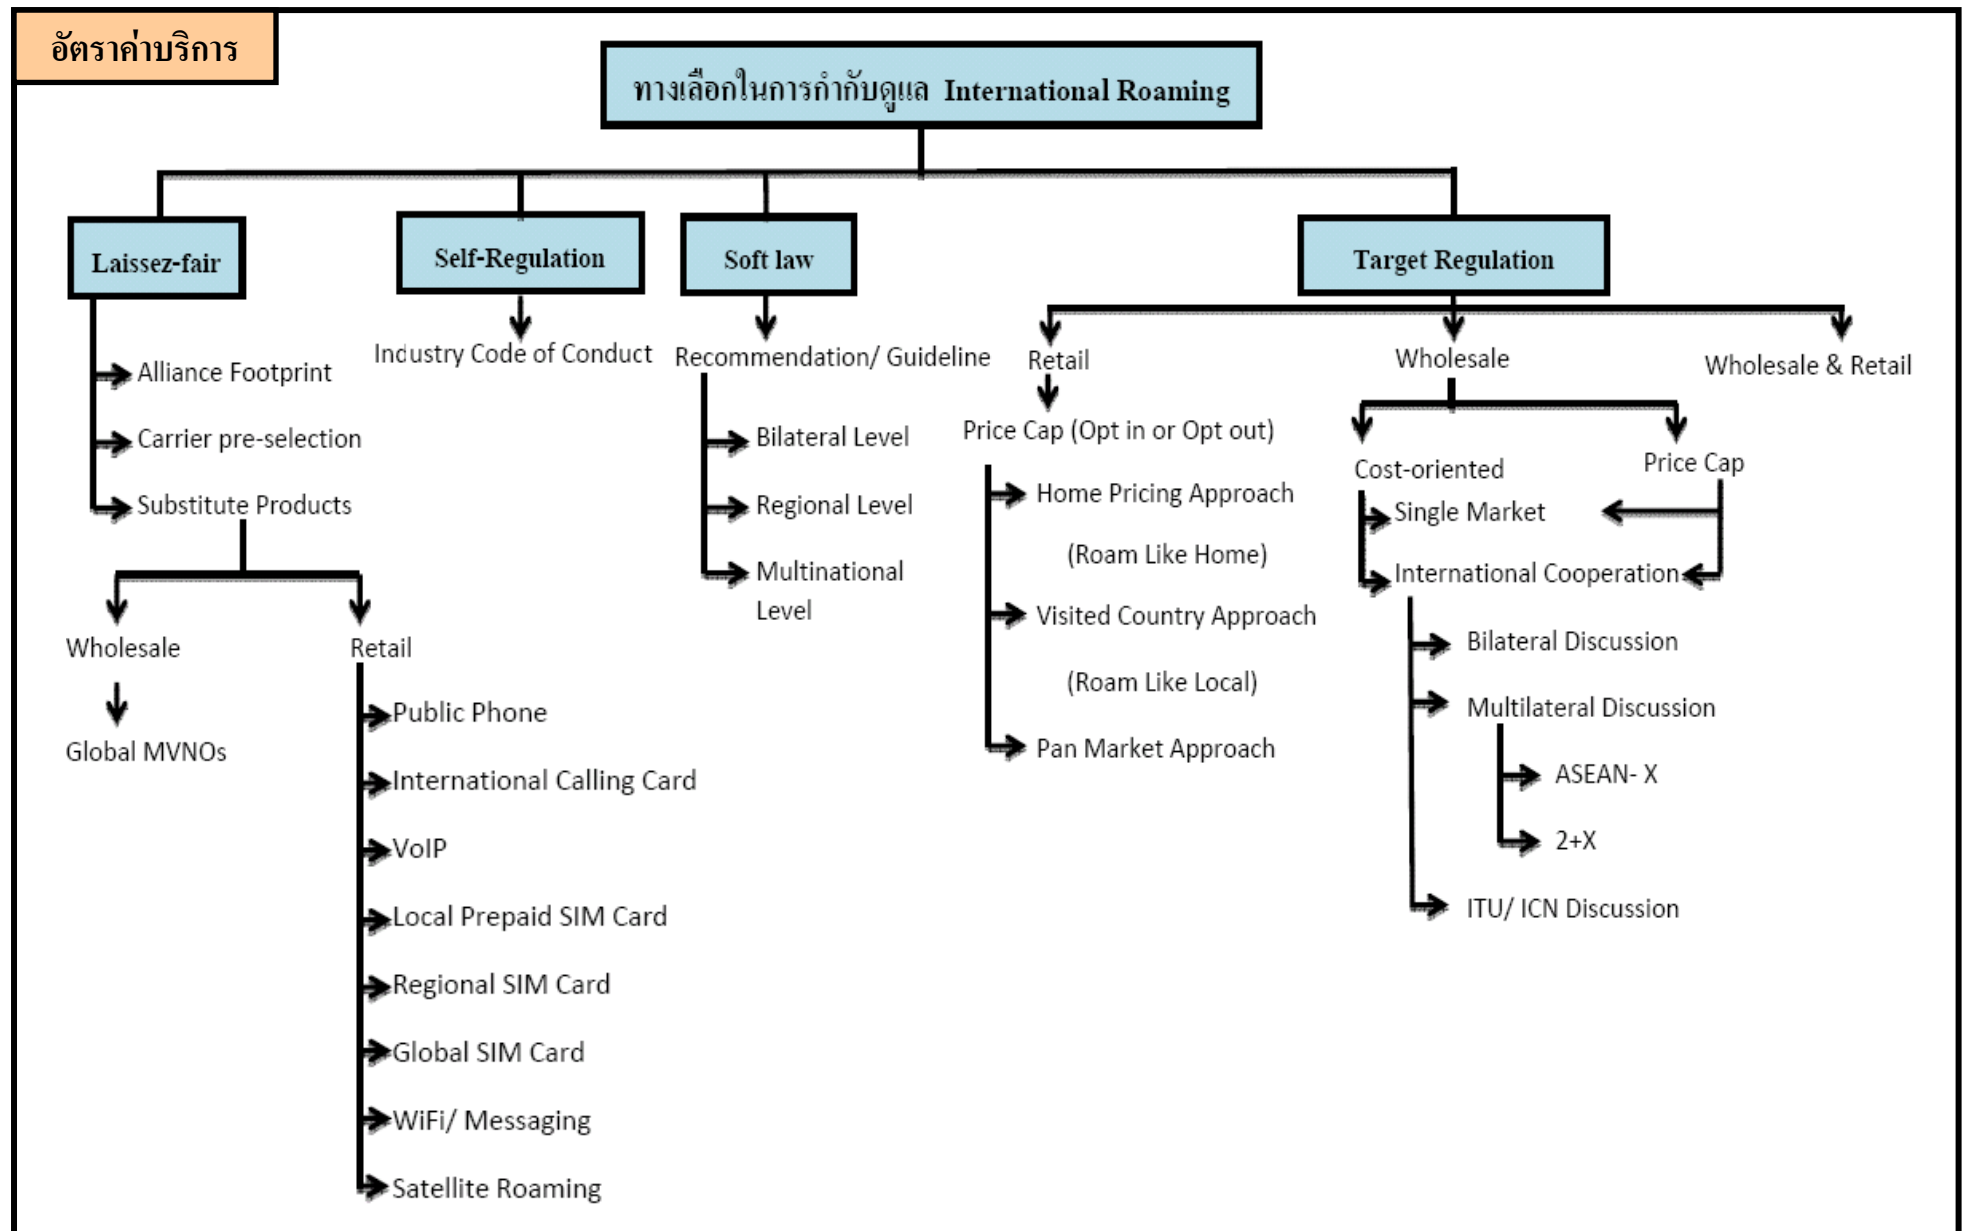 อัตราค่าบริการ
ทางเลือกในการกำกับดูแล International Roaming
Laissez-fair
Self-Regulation
Soft law
Target Regulation
Alliance Footprint
Carrier pre-selection
Substitute Products
Wholesale
Global MVNOs
Retail
Public Phone
International Calling Card
VoIP
Local Prepaid SIM Card
Regional SIM Card
Global SIM Card
WiFi/ Messaging
Satellite Roaming
Industry Code of Conduct
Recommendation/ Guideline
Bilateral Level
Regional Level
Multinational
Level
Retail
Price Cap (Opt in or Opt out)
Home Pricing Approach
(Roam Like Home)
Visited Country Approach
(Roam Like Local)
Pan Market Approach
Wholesale
Cost-oriented
Price Cap
Single Market
International Cooperation
Bilateral Discussion
Multilateral Discussion
ASEAN- X
2+X
ITU/ ICN Discussion
Wholesale & Retail